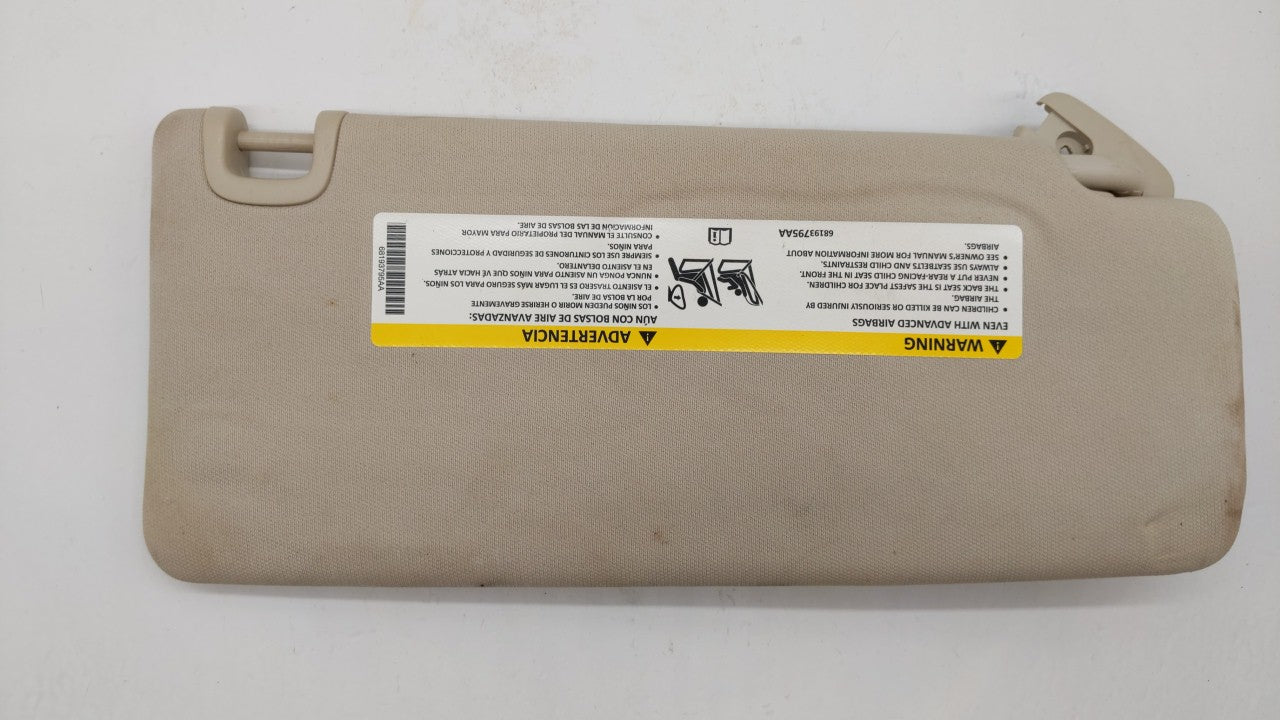 WARNING
EVEN WITH ADVANCED AIRBAGS
• CHILDREN CAN BE KILLED OR SERIOUSLY INJURED BY
THE AIRBAG.
• THE BACK SEAT IS THE SAFEST PLACE FOR CHILDREN.
• NEVER PUT A REAR-FACING CHILD SEAT IN THE FRONT.
• ALWAYS USE SEATBELTS AND CHILD RESTRAINTS.
• SEE OWNER'S MANUAL FOR MORE INFORMATION ABOUT
AIRBAGS.
68193795AA
ADVERTENCIA
AÚN CON BOLSAS DE AIRE AVANZADAS:
• LOS NIÑOS PUEDEN MORIR O HERIRSE GRAVEMENTE
POR LA BOLSA DE AIRE.
• EL ASIENTO TRASERO ES EL LUGAR MÁS SEGURO PARA LOS NIÑOS.
• NUNCA PONGA UN ASIENTO PARA NIÑOS QUE VÉ HACIA ATRÁS
EN EL ASIENTO DELANTERO.
• SIEMPRE USE LOS CINTURONES DE SEGURIDAD Y PROTECCIONES
PARA NIÑOS.
• CONSULTE EL MANUAL DEL PROPIETARIO PARA MAYOR
INFORMACIÓN DE LAS BOLSAS DE AIRE.
68193795AA